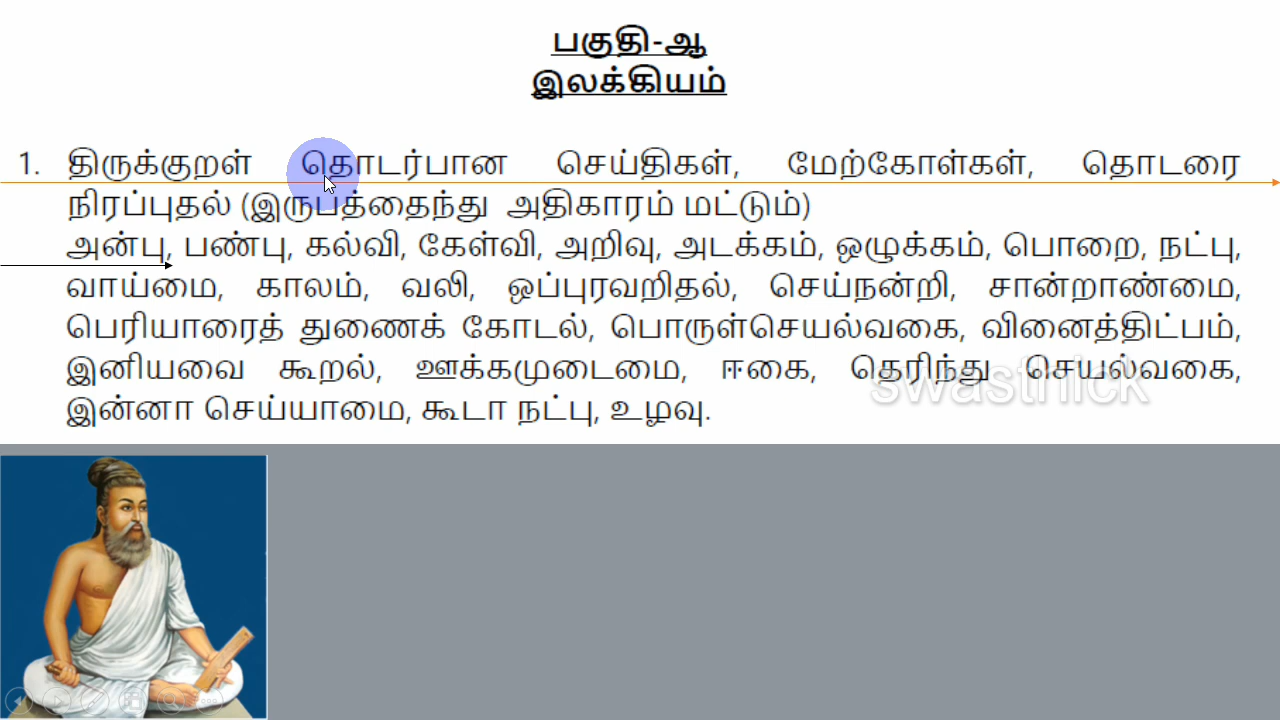 பகுதி-ஆ
இலக்கியம்
1. திருக்குறள் தொடர்பான செய்திகள், மேற்கோள்கள், தொடரை
நிரப்புதல் (இருபத்தைந்து அதிகாரம் மட்டும்)
அன்பு, பண்பு, கல்வி, கேள்வி, அறிவு, அடக்கம், ஒழுக்கம், பொறை, நட்பு,
வாய்மை, காலம், வலி, ஒப்புரவறிதல், செய்நன்றி, சான்றாண்மை,
பெரியாரைத் துணைக் கோடல், பொருள்செயல்வகை, வினைத்திட்பம்,
இனியவை கூறல், ஊக்கமுடைமை, ஈகை, தெரிந்து செயல்வகை,
இன்னா செய்யாமை, கூடா நட்பு, உழவு.
swasthick